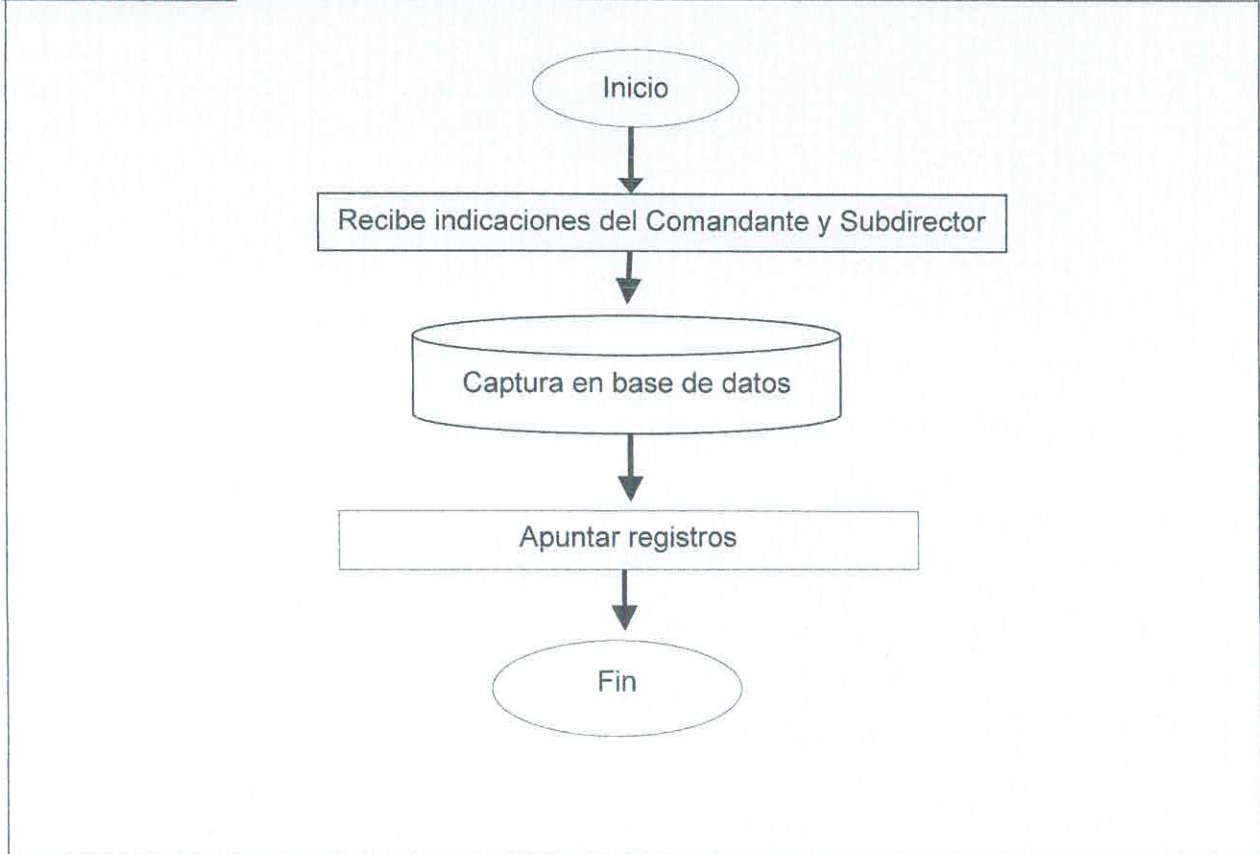 Inicio
Recibe indicaciones del Comandante y Subdirector
Captura en base de datos
Apuntar registros
Fin